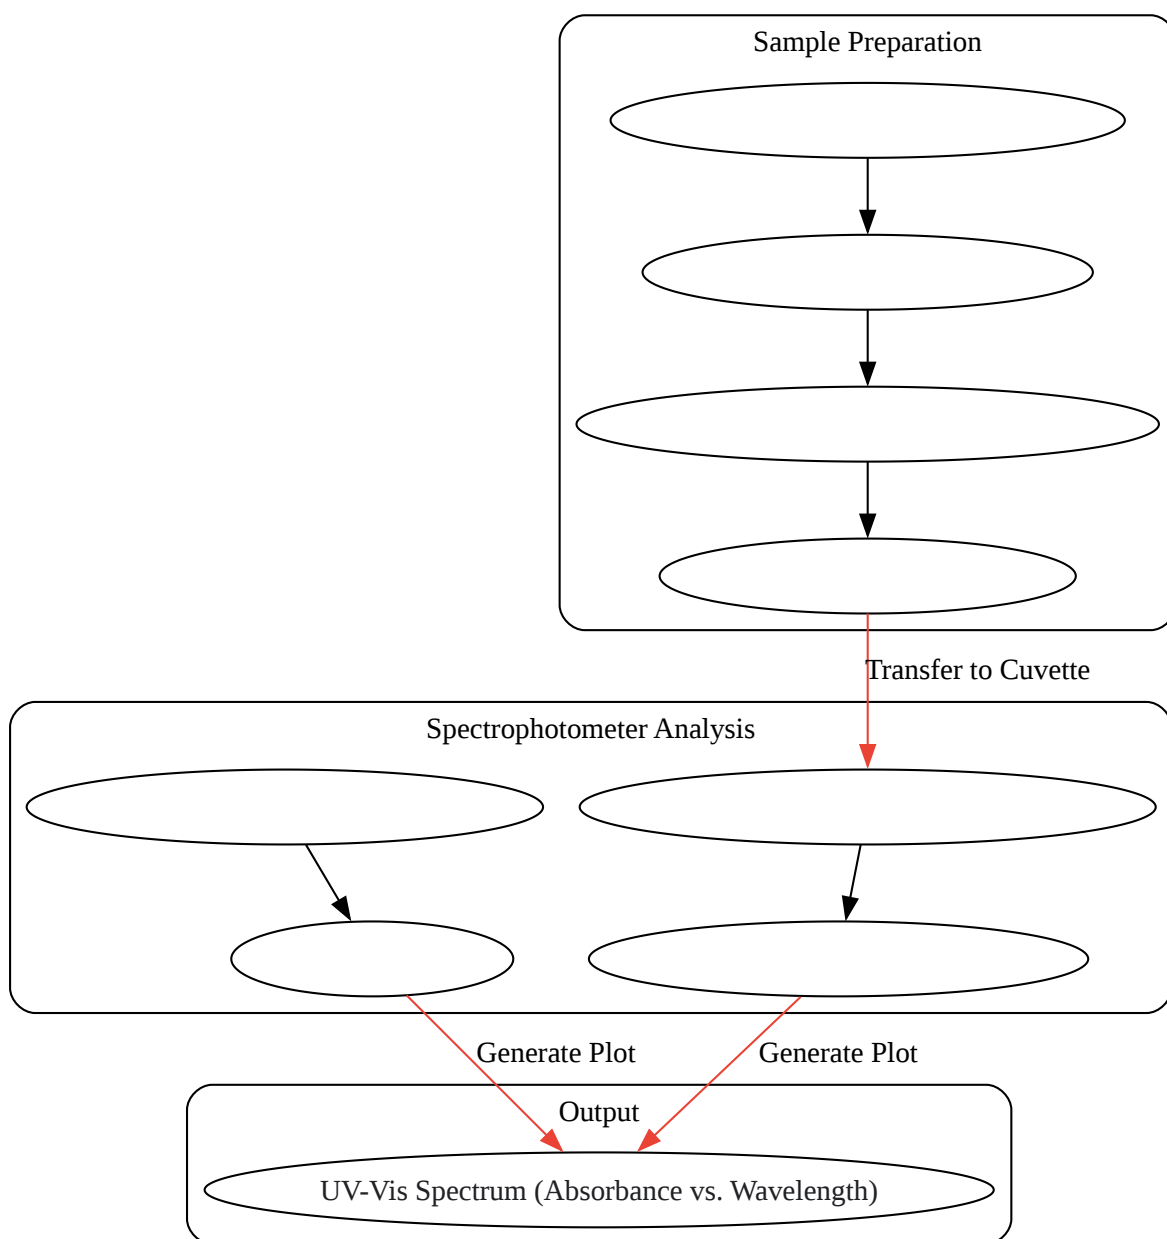 Sample Preparation
Transfer to Cuvette
Spectrophotometer Analysis
Generate Plot
Generate Plot
Output
UV-Vis Spectrum (Absorbance vs. Wavelength)